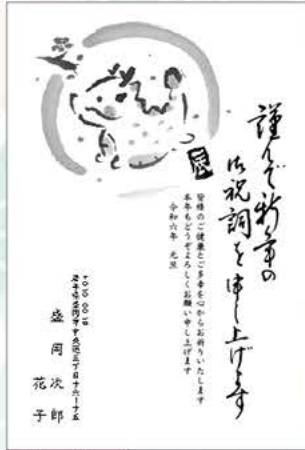 謹んで新年の
御祝詞を申し上げます
皆様のご健康とご多幸を心からお祈りいたします
本年もどうぞよろしくお願い申し上げます
令和六年 元旦
盛岡次郎
花子